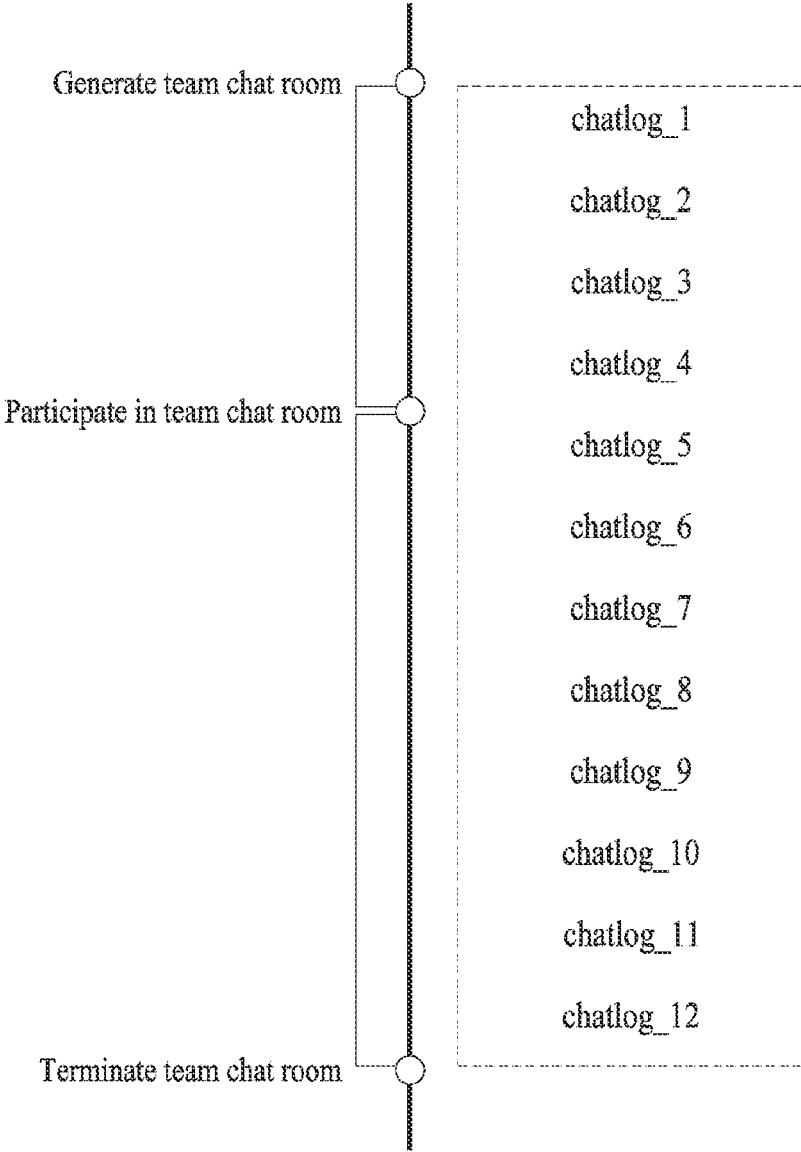 Generate team chat room
chatlog_1
chatlog_2
chatlog_3
chatlog_4
Participate in team chat room
chatlog_5
chatlog_6
chatlog_7
chatlog_8
chatlog_9
chatlog_10
chatlog_11
chatlog_12
Terminate team chat room